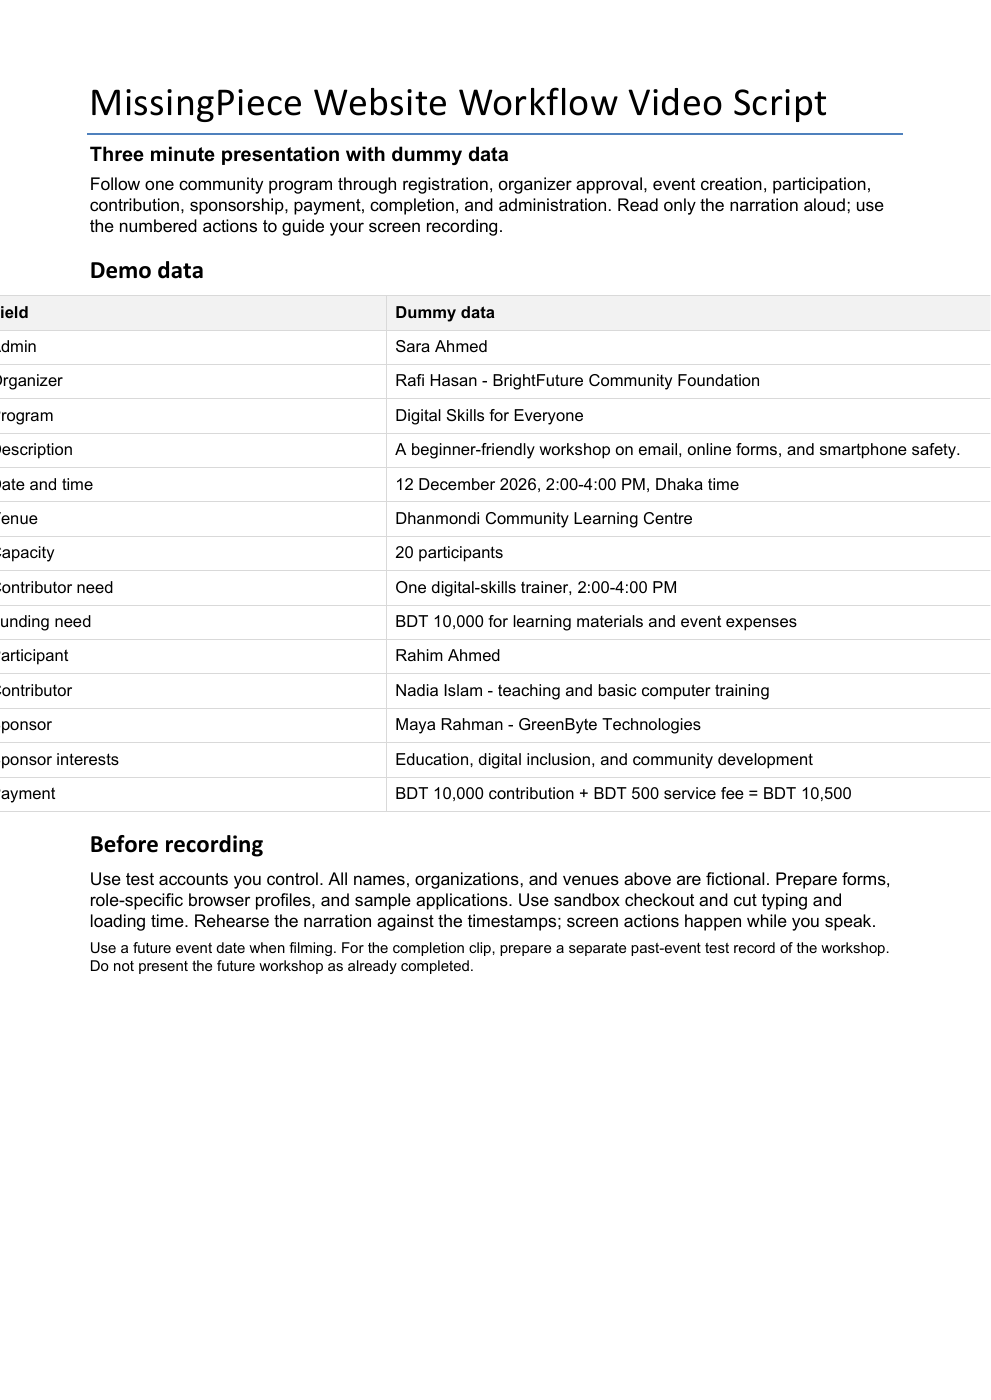 MissingPiece Website Workflow Video Script
Three minute presentation with dummy data
Follow one community program through registration, organizer approval, event creation, participation,
contribution, sponsorship, payment, completion, and administration. Read only the narration aloud; use
the numbered actions to guide your screen recording.
Demo data
ield Dummy data
dmin Sara Ahmed
rganizer Rafi Hasan - BrightFuture Community Foundation
rogram Digital Skills for Everyone
escription A beginner-friendly workshop on email, online forms, and smartphone safety.
ate and time 12 December 2026, 2:00-4:00 PM, Dhaka time
enue Dhanmondi Community Learning Centre
apacity 20 participants
ontributor need One digital-skills trainer, 2:00-4:00 PM
unding need BDT 10,000 for learning materials and event expenses
articipant Rahim Ahmed
ontributor Nadia Islam - teaching and basic computer training
ponsor Maya Rahman - GreenByte Technologies
ponsor interests Education, digital inclusion, and community development
ayment BDT 10,000 contribution + BDT 500 service fee = BDT 10,500
Before recording
Use test accounts you control. All names, organizations, and venues above are fictional. Prepare forms,
role-specific browser profiles, and sample applications. Use sandbox checkout and cut typing and
loading time. Rehearse the narration against the timestamps; screen actions happen while you speak.
Use a future event date when filming. For the completion clip, prepare a separate past-event test record of the workshop.
Do not present the future workshop as already completed.